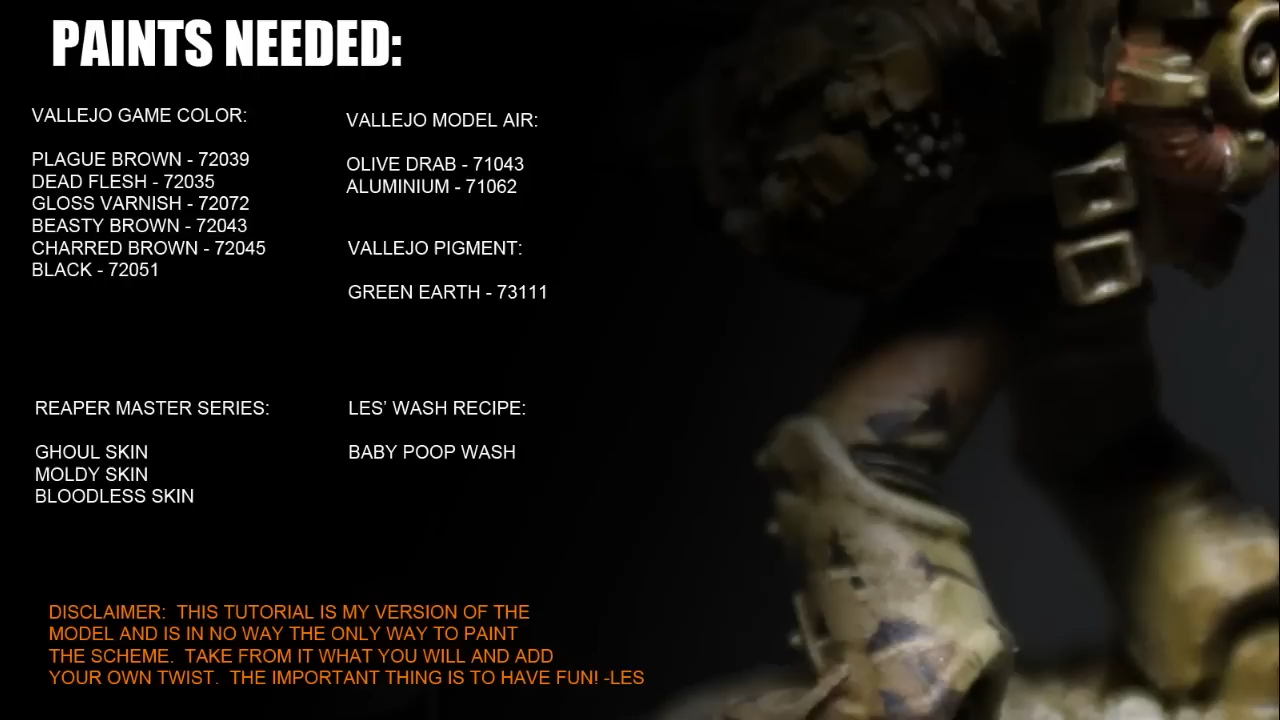 PAINTS NEEDED:
VALLEJO GAME COLOR:
PLAGUE BROWN - 72039
DEAD FLESH - 72035
GLOSS VARNISH - 72072
BEASTY BROWN - 72043
CHARRED BROWN - 72045
BLACK - 72051
VALLEJO MODEL AIR:
OLIVE DRAB - 71043
ALUMINIUM - 71062
VALLEJO PIGMENT:
GREEN EARTH - 73111
REAPER MASTER SERIES:
GHOUL SKIN
MOLDY SKIN
BLOODLESS SKIN
LES’ WASH RECIPE:
BABY POOP WASH
DISCLAIMER:  THIS TUTORIAL IS MY VERSION OF THE
MODEL AND IS IN NO WAY THE ONLY WAY TO PAINT
THE SCHEME.  TAKE FROM IT WHAT YOU WILL AND ADD
YOUR OWN TWIST.  THE IMPORTANT THING IS TO HAVE FUN! -LES